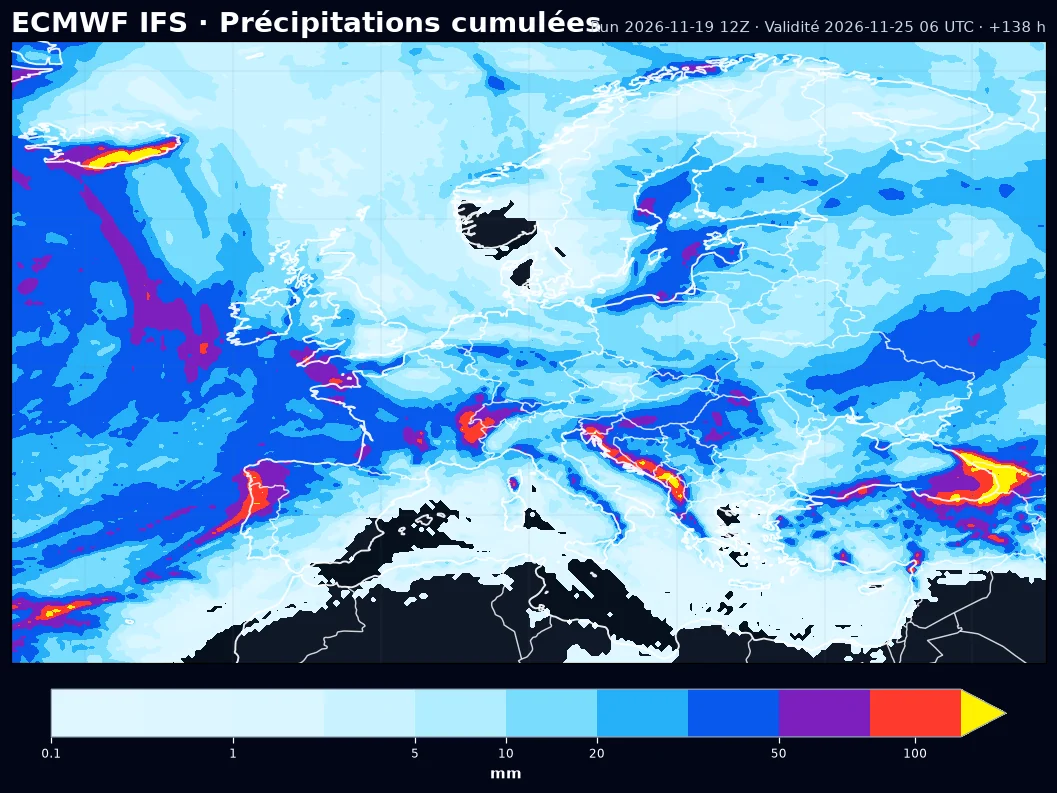 ECMWF IFS · Précipitations cumulées
Run 2026-11-19 12Z · Validité 2026-11-25 06 UTC · +138 h
0.1 1 5 10 20 50 100
mm